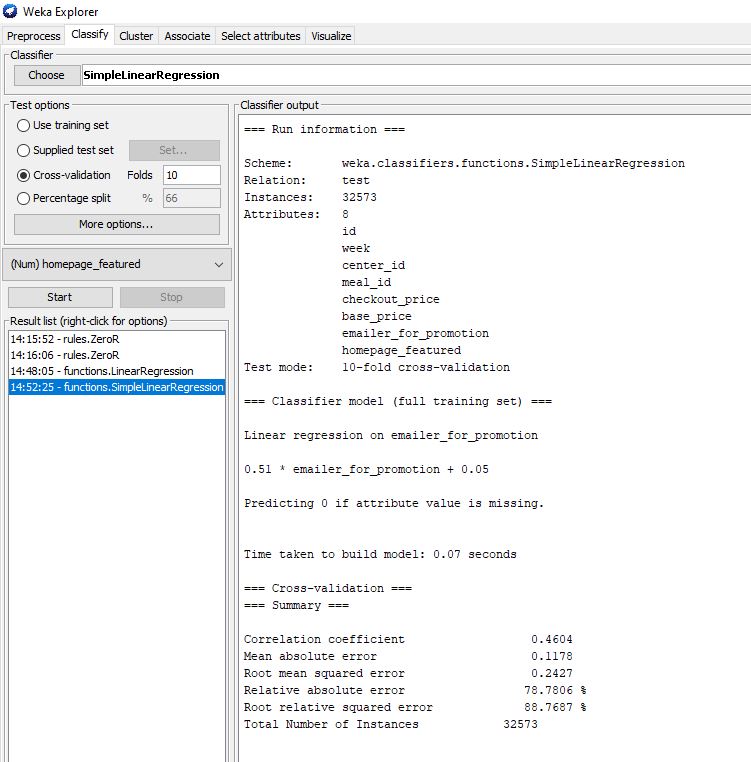 Weka Explorer
Preprocess Classify Cluster Associate Select attributes Visualize
Classifier
Choose SimpleLinearRegression
Test options
Use training set
Supplied test set Set...
Cross-validation Folds 10
Percentage split % 66
More options...
(Num) homepage_featured
Start Stop
Result list (right-click for options)
14:15:52 - rules.ZeroR
14:16:06 - rules.ZeroR
14:48:05 - functions.LinearRegression
14:52:25 - functions.SimpleLinearRegression
Classifier output
=== Run information ===
Scheme: weka.classifiers.functions.SimpleLinearRegression
Relation: test
Instances: 32573
Attributes: 8
id
week
center_id
meal_id
checkout_price
base_price
emailer_for_promotion
homepage_featured
Test mode: 10-fold cross-validation
=== Classifier model (full training set) ===
Linear regression on emailer_for_promotion
0.51 * emailer_for_promotion + 0.05
Predicting 0 if attribute value is missing.
Time taken to build model: 0.07 seconds
=== Cross-validation ===
=== Summary ===
Correlation coefficient 0.4604
Mean absolute error 0.1178
Root mean squared error 0.2427
Relative absolute error 78.7806 %
Root relative squared error 88.7687 %
Total Number of Instances 32573